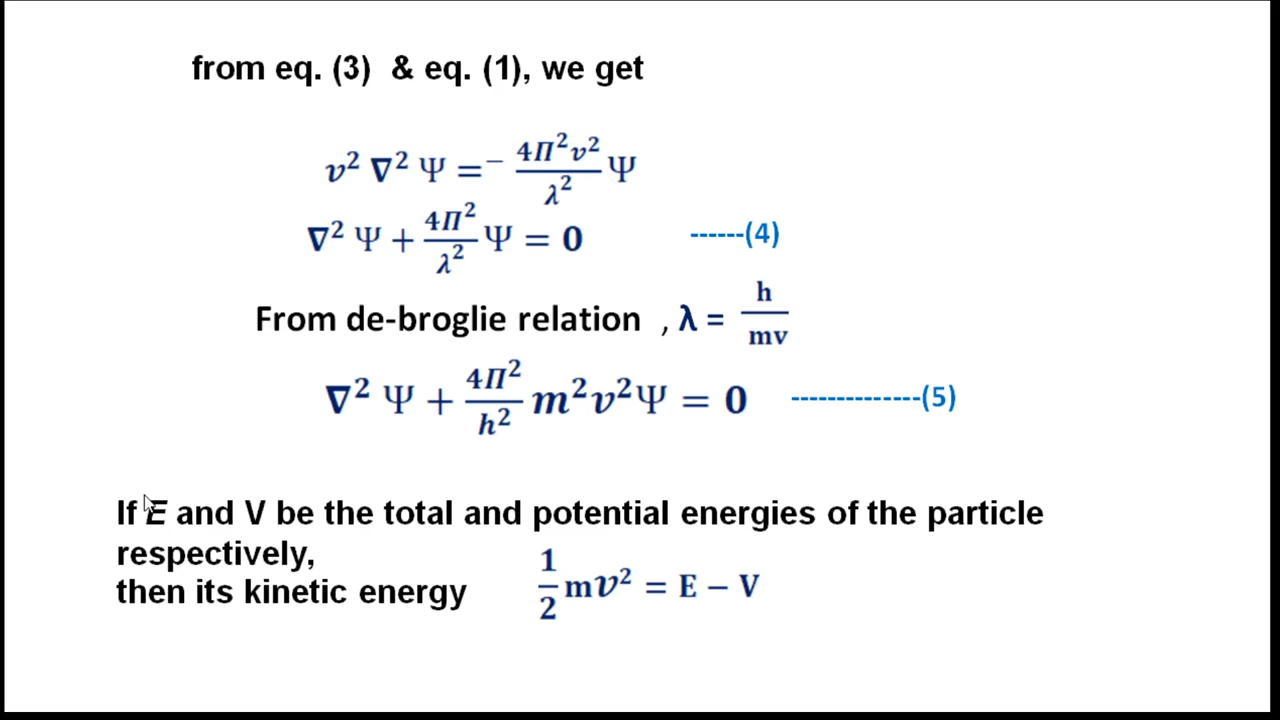 from eq. (3) & eq. (1), we get
v² ∇² Ψ =− 4Π²v²/λ² Ψ
∇² Ψ + 4Π²/λ² Ψ = 0 ------(4)
From de-broglie relation , λ = h/mv
∇² Ψ + 4Π²/h² m²v²Ψ = 0 --------------(5)
If E and V be the total and potential energies of the particle
respectively,
then its kinetic energy 1/2 mv² = E − V